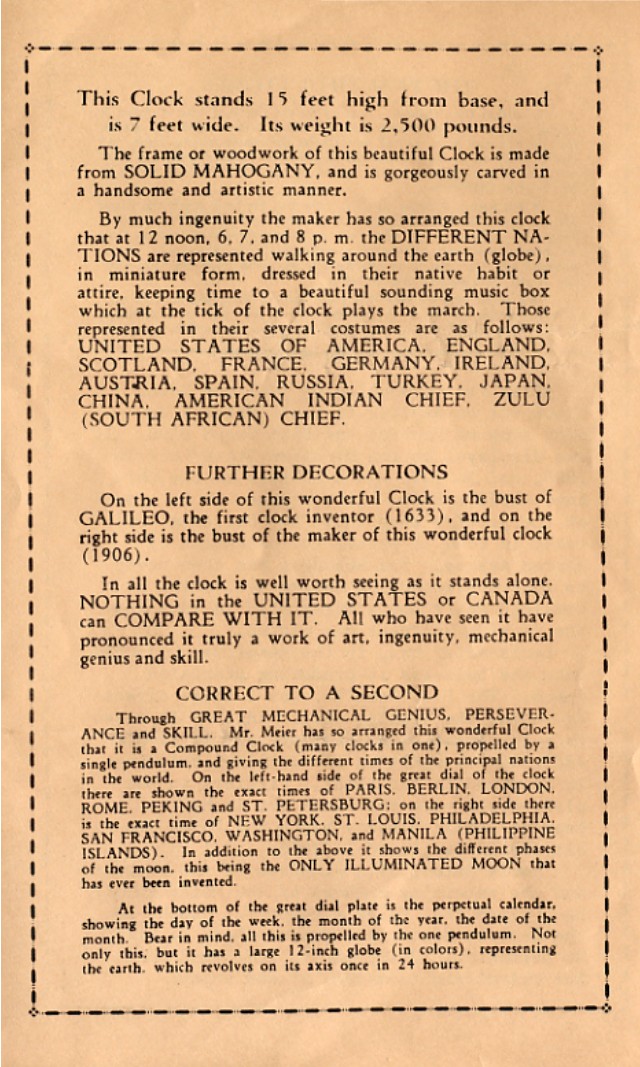 This Clock stands 15 feet high from base, and
is 7 feet wide. Its weight is 2,500 pounds.
The frame or woodwork of this beautiful Clock is made
from SOLID MAHOGANY, and is gorgeously carved in
a handsome and artistic manner.
By much ingenuity the maker has so arranged this clock
that at 12 noon, 6, 7, and 8 p. m. the DIFFERENT NA-
TIONS are represented walking around the earth (globe),
in miniature form, dressed in their native habit or
attire, keeping time to a beautiful sounding music box
which at the tick of the clock plays the march. Those
represented in their several costumes are as follows:
UNITED STATES OF AMERICA, ENGLAND,
SCOTLAND, FRANCE, GERMANY, IRELAND,
AUSTRIA, SPAIN, RUSSIA, TURKEY, JAPAN,
CHINA, AMERICAN INDIAN CHIEF, ZULU
(SOUTH AFRICAN) CHIEF.
FURTHER DECORATIONS
On the left side of this wonderful Clock is the bust of
GALILEO, the first clock inventor (1633), and on the
right side is the bust of the maker of this wonderful clock
(1906).
In all the clock is well worth seeing as it stands alone.
NOTHING in the UNITED STATES or CANADA
can COMPARE WITH IT. All who have seen it have
pronounced it truly a work of art, ingenuity, mechanical
genius and skill.
CORRECT TO A SECOND
Through GREAT MECHANICAL GENIUS, PERSEVER-
ANCE and SKILL, Mr. Meier has so arranged this wonderful Clock
that it is a Compound Clock (many clocks in one), propelled by a
single pendulum, and giving the different times of the principal nations
in the world. On the left-hand side of the great dial of the clock
there are shown the exact times of PARIS, BERLIN, LONDON,
ROME, PEKING and ST. PETERSBURG; on the right side there
is the exact time of NEW YORK, ST. LOUIS, PHILADELPHIA,
SAN FRANCISCO, WASHINGTON, and MANILA (PHILIPPINE
ISLANDS). In addition to the above it shows the different phases
of the moon, this being the ONLY ILLUMINATED MOON that
has ever been invented.
At the bottom of the great dial plate is the perpetual calendar,
showing the day of the week, the month of the year, the date of the
month. Bear in mind, all this is propelled by the one pendulum. Not
only this, but it has a large 12-inch globe (in colors), representing
the earth, which revolves on its axis once in 24 hours.